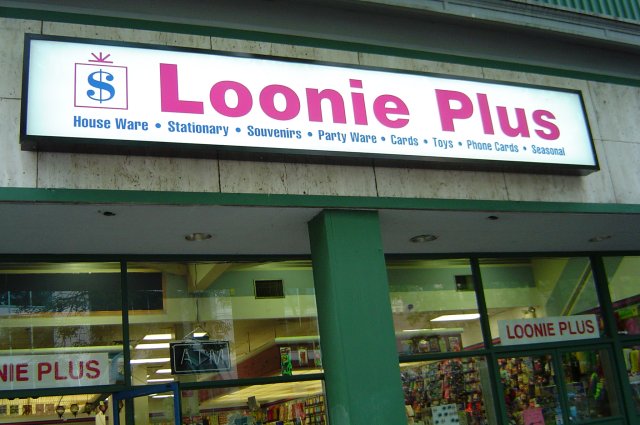 $ Loonie Plus
House Ware • Stationary • Souvenirs • Party Ware • Cards • Toys • Phone Cards • Seasonal
NIE PLUS
ATM
LOONIE PLUS